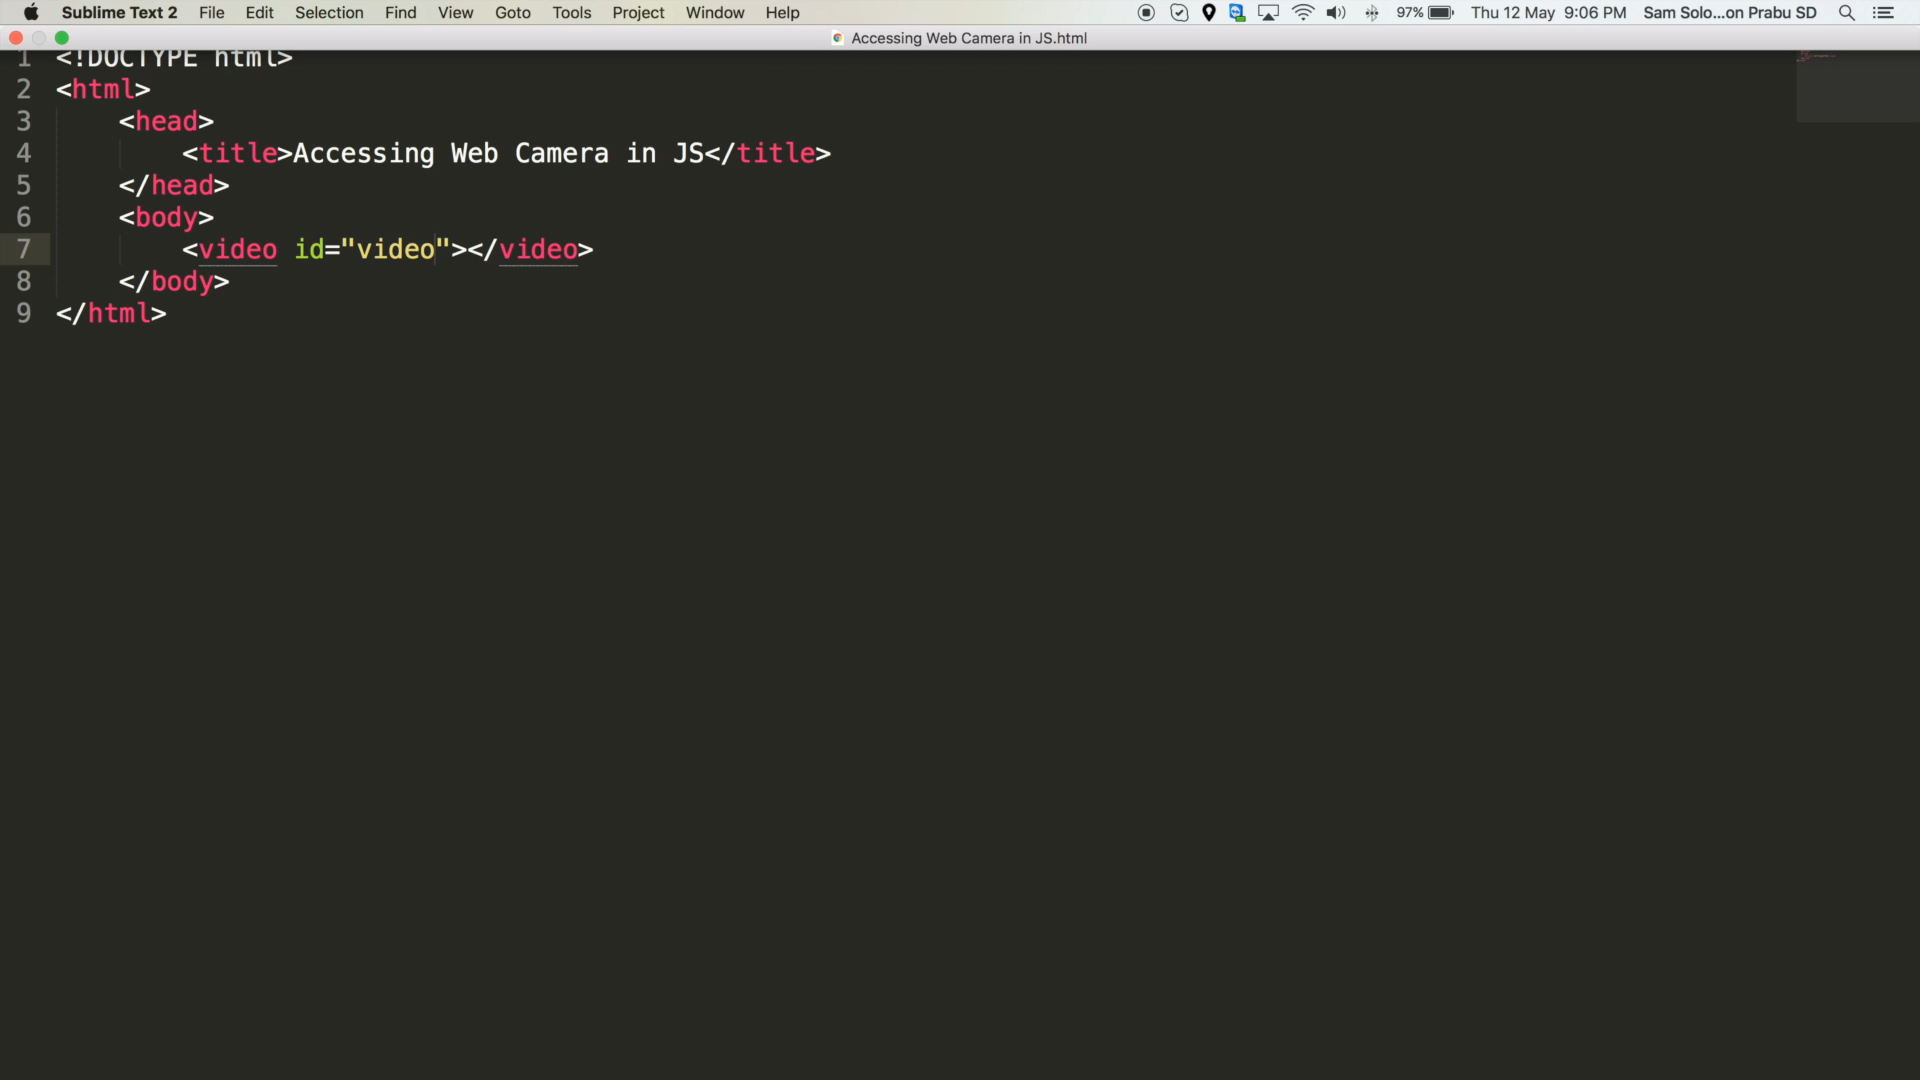 Sublime Text 2 File Edit Selection Find View Goto Tools Project Window Help 97% Thu 12 May 9:06 PM Sam Solo...on Prabu SD
Accessing Web Camera in JS.html
1 <!DOCTYPE html>
2 <html>
3 <head>
4 <title>Accessing Web Camera in JS</title>
5 </head>
6 <body>
7 <video id="video"></video>
8 </body>
9 </html>